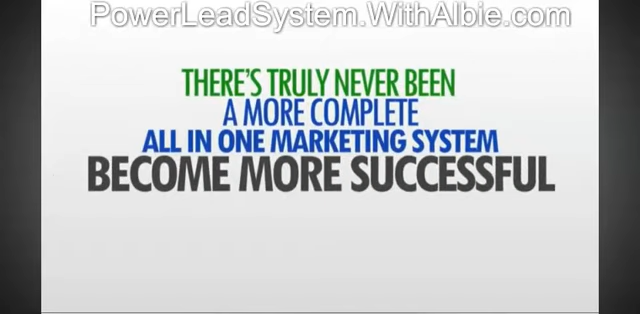 PowerLeadSystem.WithAlbie.com
THERE'S TRULY NEVER BEEN
A MORE COMPLETE
ALL IN ONE MARKETING SYSTEM
BECOME MORE SUCCESSFUL